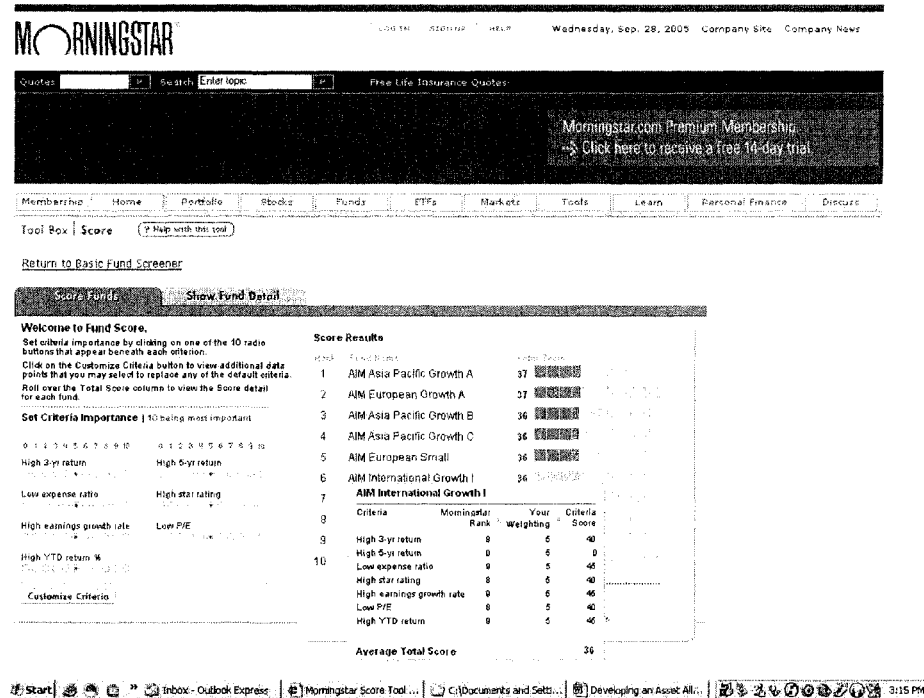 MORNINGSTAR
LOG IN SIGN UP HELP Wednesday, Sep. 28, 2005 Company Site Company News
Quotes Search Enter topic Free Life Insurance Quotes
Morningstar.com Premium Membership
Click here to receive a free 14-day trial.
Membership Home Portfolio Stocks Funds ETFs Markets Tools Learn Personal Finance Discuss
Tool Box | Score ? Help with this tool
Return to Basic Fund Screener
Score Funds Show Fund Detail
Welcome to Fund Score.
Set criteria importance by clicking on one of the 10 radio
buttons that appear beneath each criterion.
Click on the Customize Criteria button to view additional data
points that you may select to replace any of the default criteria.
Roll over the Total Score column to view the Score detail
for each fund.
Set Criteria Importance | 10 being most important
0 1 2 3 4 5 6 7 8 9 10 0 1 2 3 4 5 6 7 8 9 10
High 3-yr return High 5-yr return
Low expense ratio High star rating
High earnings growth rate Low P/E
High YTD return %
Customize Criteria
Score Results
Rank Fund Name Total Score
1 AIM Asia Pacific Growth A 37
2 AIM European Growth A 37
3 AIM Asia Pacific Growth B 36
4 AIM Asia Pacific Growth C 36
5 AIM European Small 36
6 AIM International Growth I 36
7
8
9
10
AIM International Growth I
Criteria Morningstar Rank Your Weighting Criteria Score
High 3-yr return 8 5 40
High 5-yr return 0 5 0
Low expense ratio 9 5 45
High star rating 8 5 40
High earnings growth rate 9 5 45
Low P/E 8 5 40
High YTD return 9 5 45
Average Total Score 36
Start Inbox - Outlook Express Morningstar Score Tool ... C:\Documents and Setti... Developing an Asset All... 3:15 PM